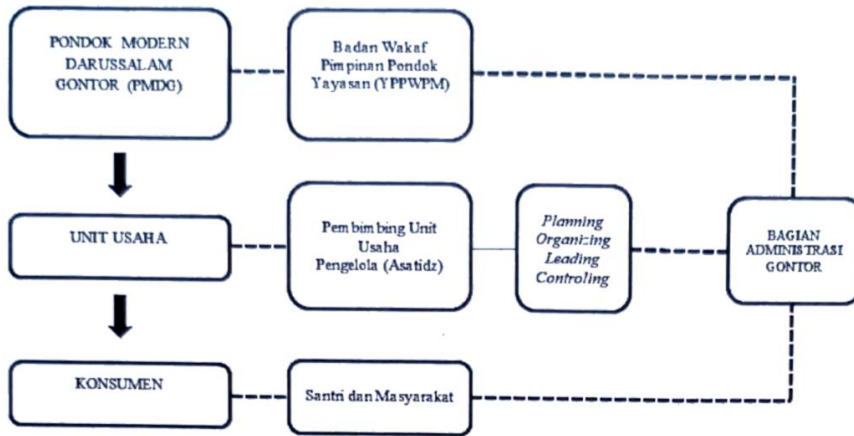 PONDOK MODERN
DARUSSALAM
GONTOR (PMDG)
Badan Wakaf
Pimpinan Pondok
Yayasan (YPPWPM)
UNIT USAHA
Pembimbing Unit
Usaha
Pengelola (Asatidz)
Planning
Organizing
Leading
Controling
BAGIAN
ADMINISTRASI
GONTOR
KONSUMEN
Santri dan Masyarakat